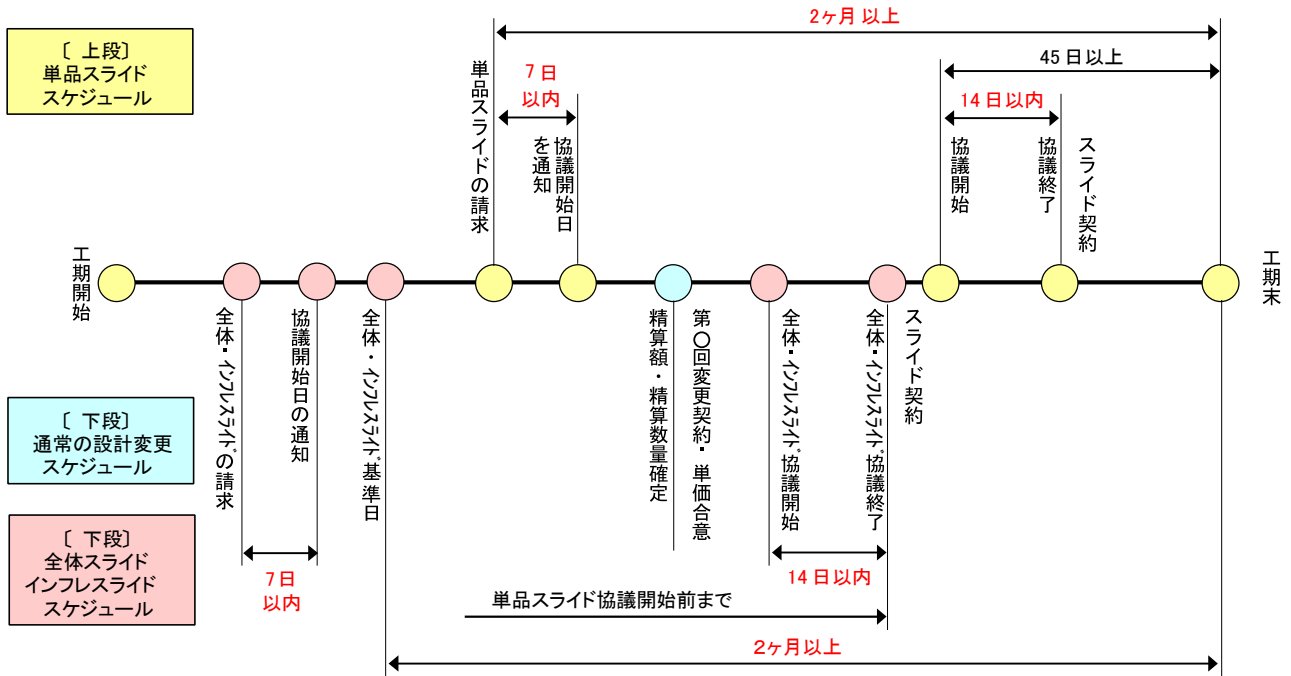 〔 上段〕
単品スライド
スケジュール
2ヶ月以上
45日以上
7日
以内
14日以内
単品スライドの請求
協議開始日
を通知
協議開始
協議終了
スライド契約
工期開始
工期末
全体・インフレスライドの請求
協議開始日の通知
全体・インフレスライド基準日
精算額・精算数量確定
第〇回変更契約・単価合意
全体・インフレスライド協議開始
全体・インフレスライド協議終了
スライド契約
〔 下段〕
通常の設計変更
スケジュール
〔 下段〕
全体スライド
インフレスライド
スケジュール
7日
以内
14日以内
単品スライド協議開始前まで
2ヶ月以上